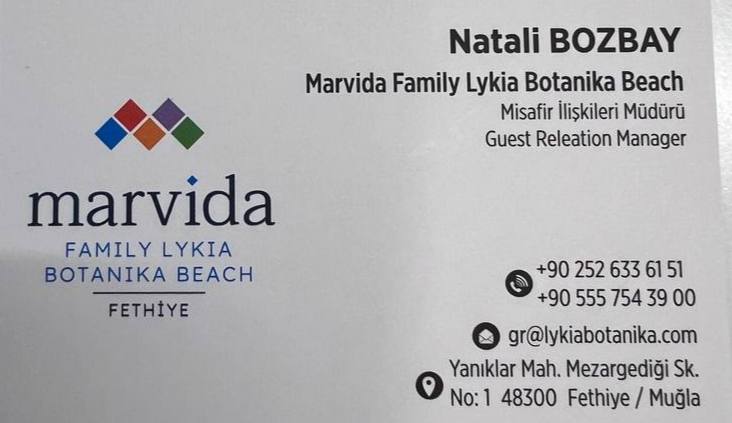 Natali BOZBAY
Marvida Family Lykia Botanika Beach
Misafir İlişkileri Müdürü
Guest Releation Manager
marvida
FAMILY LYKIA
BOTANIKA BEACH
FETHİYE
+90 252 633 61 51
+90 555 754 39 00
gr@lykiabotanika.com
Yanıklar Mah. Mezargediği Sk.
No: 1 48300 Fethiye / Muğla